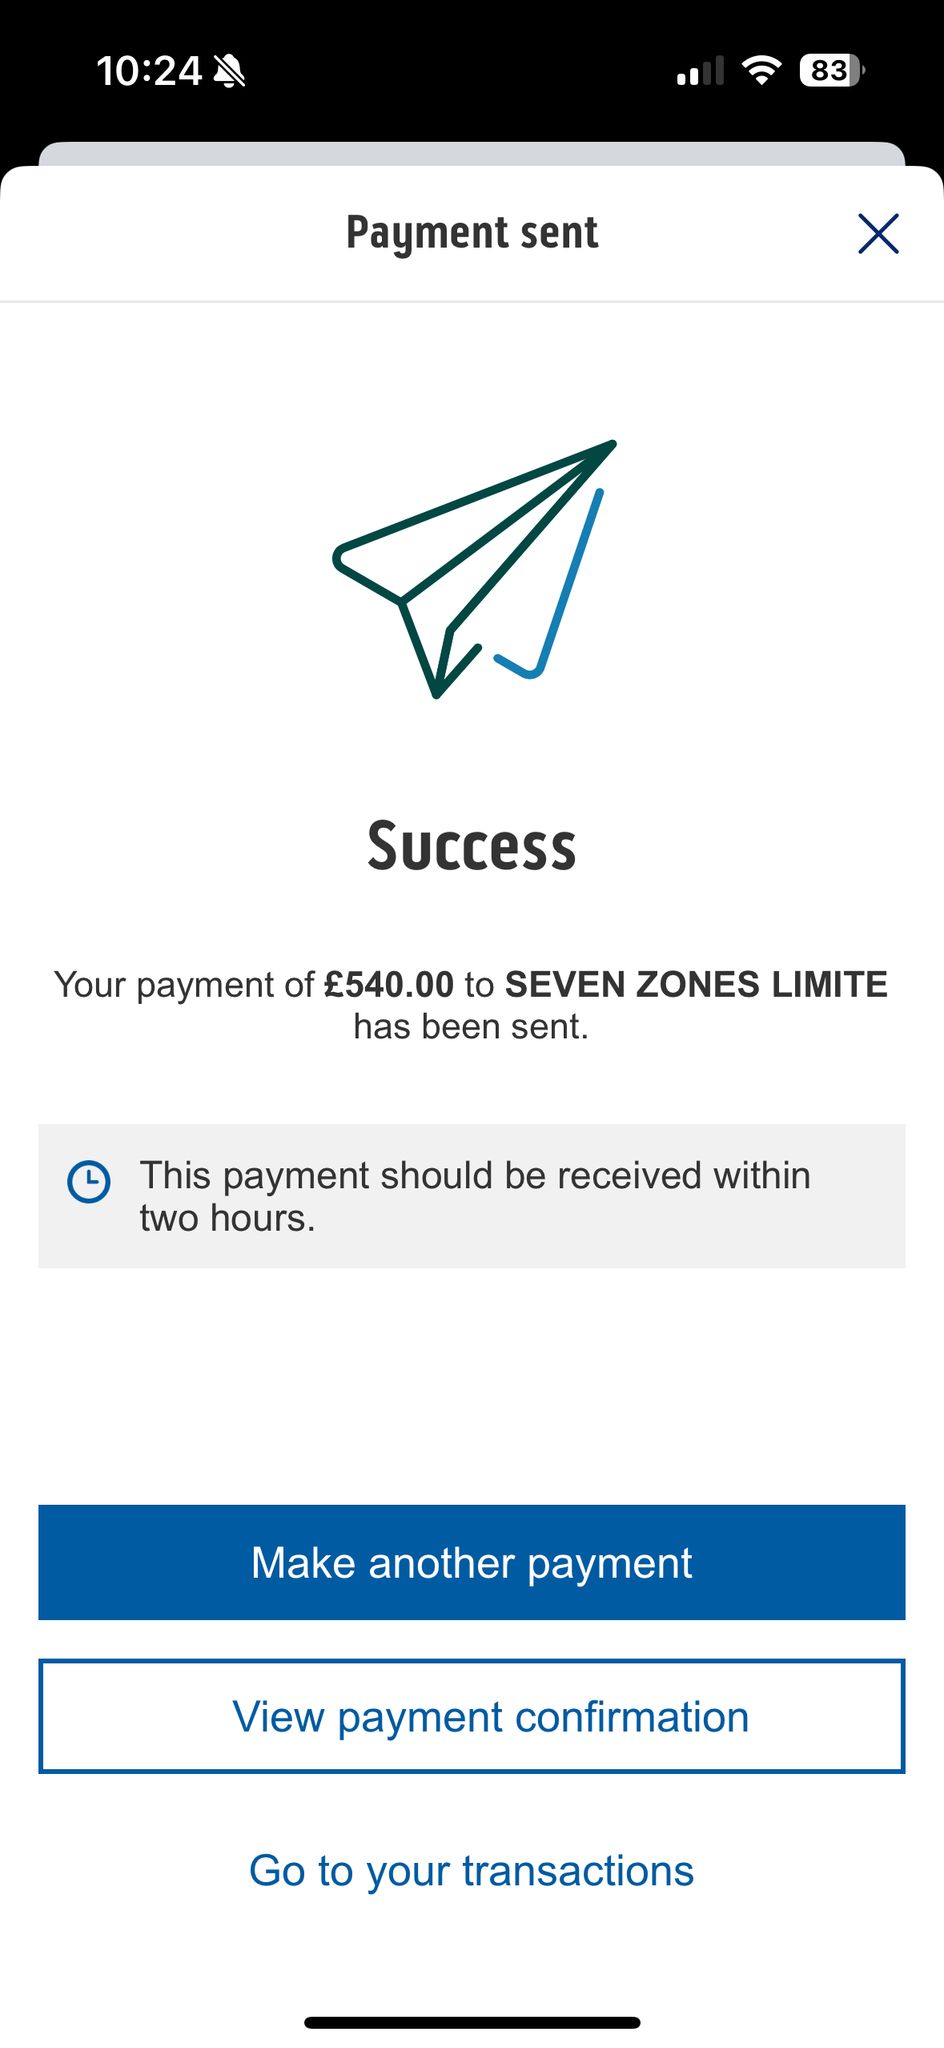 10:24
83
Payment sent
Success
Your payment of £540.00 to SEVEN ZONES LIMITE
has been sent.
This payment should be received within
two hours.
Make another payment
View payment confirmation
Go to your transactions